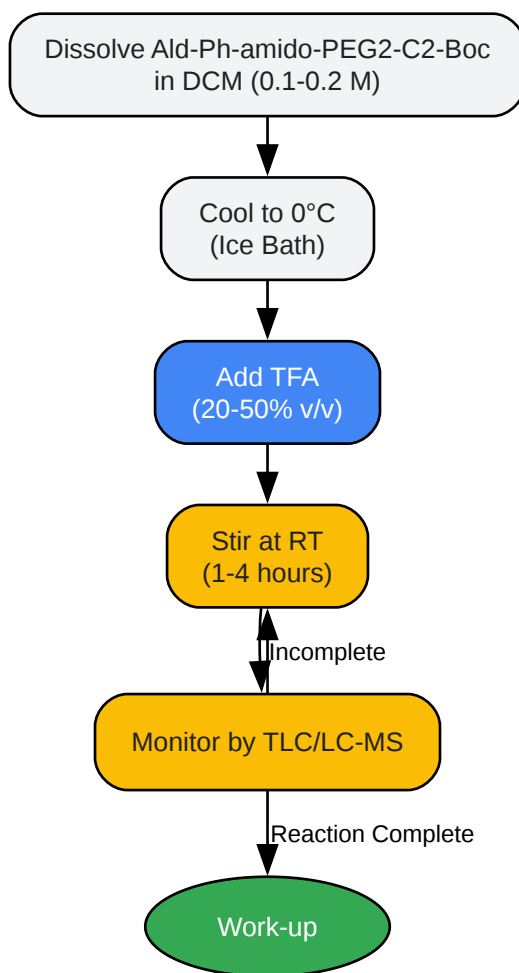 Dissolve Ald-Ph-amido-PEG2-C2-Boc
in DCM (0.1-0.2 M)
Cool to 0°C
(Ice Bath)
Add TFA
(20-50% v/v)
Stir at RT
(1-4 hours)
Incomplete
Monitor by TLC/LC-MS
Reaction Complete
Work-up